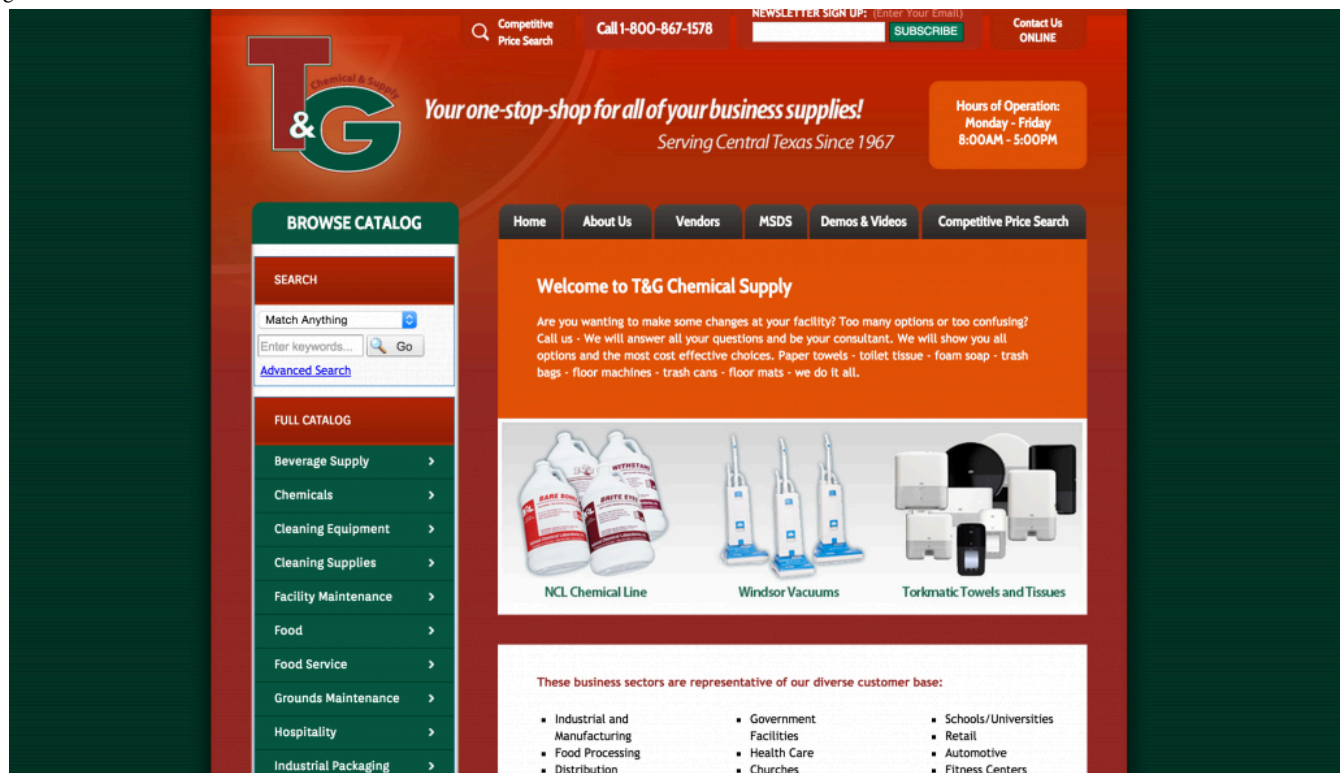 Competitive
Price Search
Call 1-800-867-1578
NEWSLETTER SIGN UP: (Enter Your Email)
SUBSCRIBE
Contact Us
ONLINE
T&G
Chemical & Supply
Your one-stop-shop for all of your business supplies!
Serving Central Texas Since 1967
Hours of Operation:
Monday - Friday
8:00AM - 5:00PM
BROWSE CATALOG
Home
About Us
Vendors
MSDS
Demos & Videos
Competitive Price Search
SEARCH
Match Anything
Enter keywords...
Go
Advanced Search
FULL CATALOG
Beverage Supply
Chemicals
Cleaning Equipment
Cleaning Supplies
Facility Maintenance
Food
Food Service
Grounds Maintenance
Hospitality
Industrial Packaging
Welcome to T&G Chemical Supply
Are you wanting to make some changes at your facility? Too many options or too confusing?
Call us - We will answer all your questions and be your consultant. We will show you all
options and the most cost effective choices. Paper towels - toilet tissue - foam soap - trash
bags - floor machines - trash cans - floor mats - we do it all.
BARE BONES
BRITE EYES
NCL Chemical Line
Windsor Vacuums
Torkmatic Towels and Tissues
These business sectors are representative of our diverse customer base:
Industrial and
Manufacturing
Food Processing
Distribution
Government
Facilities
Health Care
Churches
Schools/Universities
Retail
Automotive
Fitness Centers